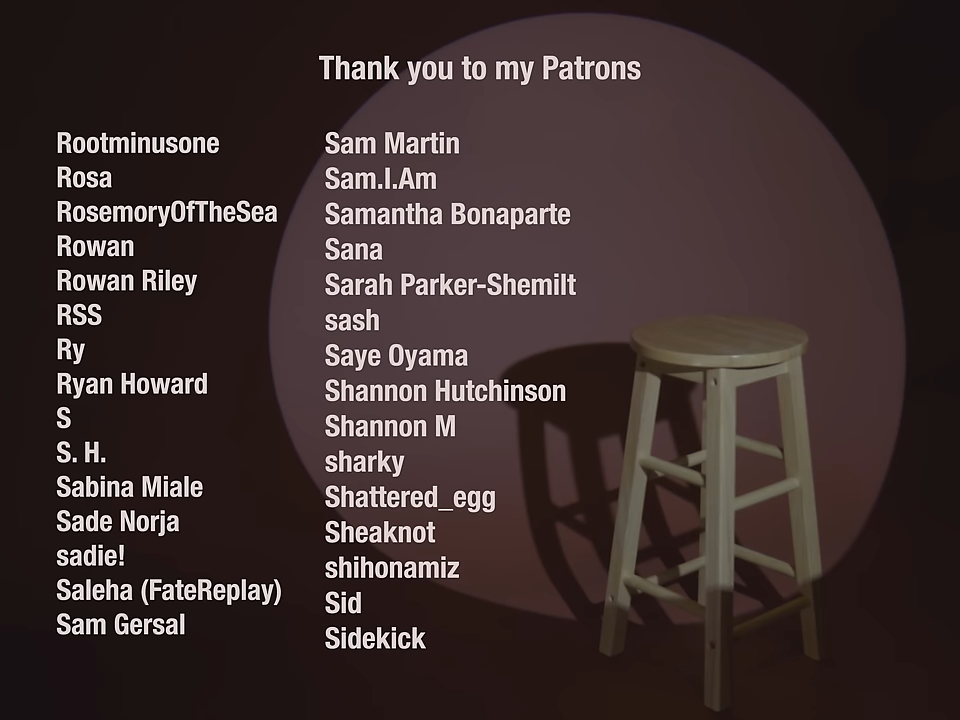 Thank you to my Patrons
Rootminusone
Rosa
RosemoryOfTheSea
Rowan
Rowan Riley
RSS
Ry
Ryan Howard
S
S. H.
Sabina Miale
Sade Norja
sadie!
Saleha (FateReplay)
Sam Gersal
Sam Martin
Sam.I.Am
Samantha Bonaparte
Sana
Sarah Parker-Shemilt
sash
Saye Oyama
Shannon Hutchinson
Shannon M
sharky
Shattered_egg
Sheaknot
shihonamiz
Sid
Sidekick